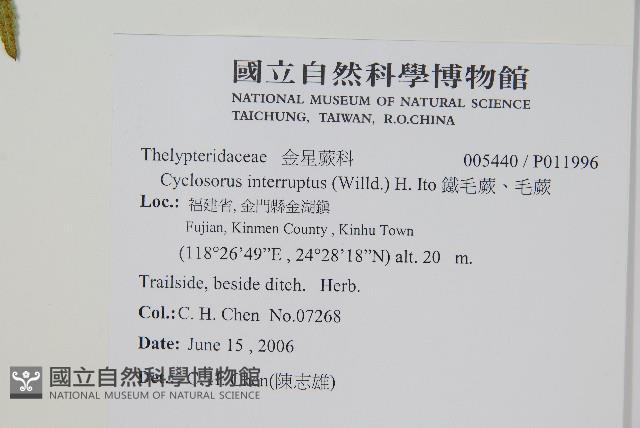 國立自然科學博物館
NATIONAL MUSEUM OF NATURAL SCIENCE
TAICHUNG, TAIWAN, R.O.CHINA
Thelypteridaceae 金星蕨科 005440 / P011996
Cyclosorus interruptus (Willd.) H. Ito 鐵毛蕨、毛蕨
Loc.: 福建省, 金門縣金湖鎮
Fujian, Kinmen County , Kinhu Town
(118°26'49"E , 24°28'18"N) alt. 20 m.
Trailside, beside ditch. Herb.
Col.: C. H. Chen No.07268
Date: June 15 , 2006
Det.: C. H. Chen(陳志雄)
國立自然科學博物館
NATIONAL MUSEUM OF NATURAL SCIENCE